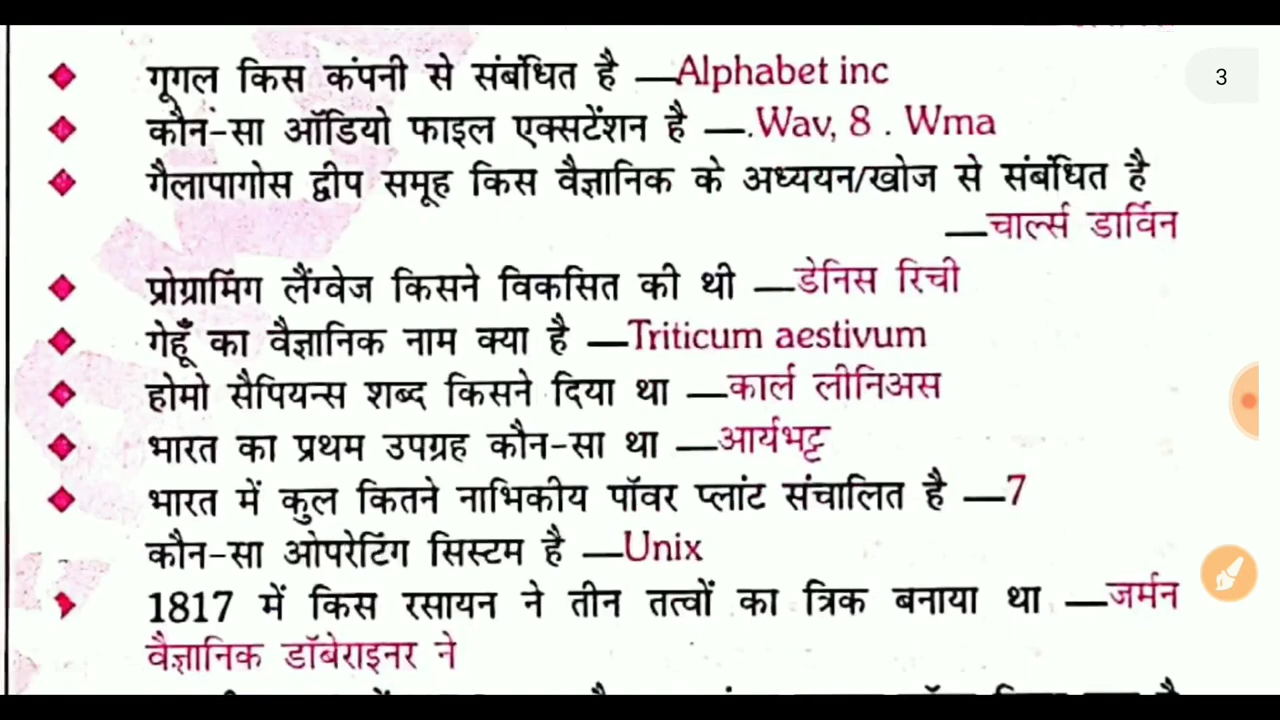 3
गूगल किस कंपनी से संबंधित है —Alphabet inc
कौन-सा ऑडियो फाइल एक्सटेंशन है —.Wav, 8 . Wma
गैलापागोस द्वीप समूह किस वैज्ञानिक के अध्ययन/खोज से संबंधित है
—चार्ल्स डार्विन
प्रोग्रामिंग लैंग्वेज किसने विकसित की थी —डेनिस रिची
गेहूँ का वैज्ञानिक नाम क्या है —Triticum aestivum
होमो सैपियन्स शब्द किसने दिया था —कार्ल लीनिअस
भारत का प्रथम उपग्रह कौन-सा था —आर्यभट्ट
भारत में कुल कितने नाभिकीय पॉवर प्लांट संचालित है —7
कौन-सा ओपरेटिंग सिस्टम है —Unix
1817 में किस रसायन ने तीन तत्वों का त्रिक बनाया था —जर्मन
वैज्ञानिक डॉबेराइनर ने